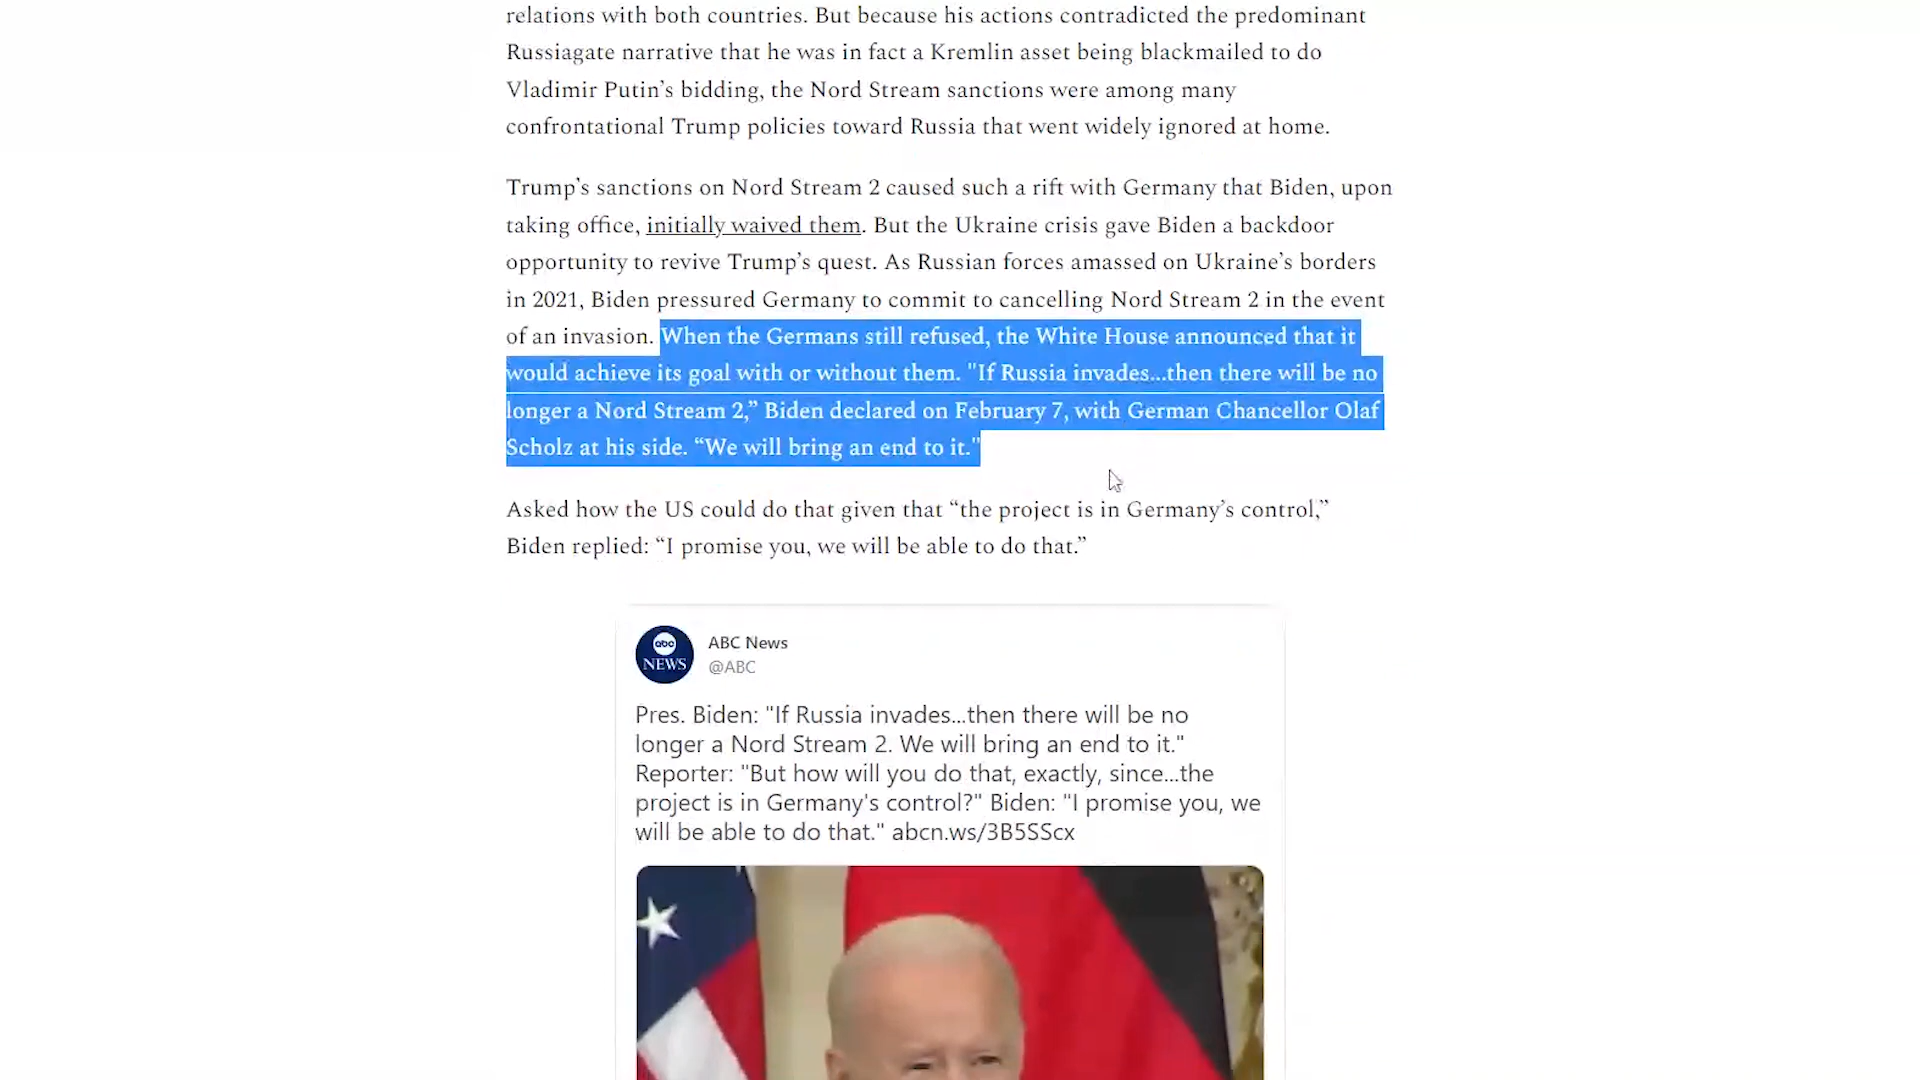 relations with both countries. But because his actions contradicted the predominant
Russiagate narrative that he was in fact a Kremlin asset being blackmailed to do
Vladimir Putin’s bidding, the Nord Stream sanctions were among many
confrontational Trump policies toward Russia that went widely ignored at home.
Trump’s sanctions on Nord Stream 2 caused such a rift with Germany that Biden, upon
taking office, initially waived them. But the Ukraine crisis gave Biden a backdoor
opportunity to revive Trump’s quest. As Russian forces amassed on Ukraine’s borders
in 2021, Biden pressured Germany to commit to cancelling Nord Stream 2 in the event
of an invasion. When the Germans still refused, the White House announced that it
would achieve its goal with or without them. "If Russia invades...then there will be no
longer a Nord Stream 2,” Biden declared on February 7, with German Chancellor Olaf
Scholz at his side. “We will bring an end to it."
Asked how the US could do that given that “the project is in Germany’s control,”
Biden replied: “I promise you, we will be able to do that.”
abc
NEWS
ABC News
@ABC
Pres. Biden: "If Russia invades...then there will be no
longer a Nord Stream 2. We will bring an end to it."
Reporter: "But how will you do that, exactly, since...the
project is in Germany's control?" Biden: "I promise you, we
will be able to do that." abcn.ws/3B5SScx